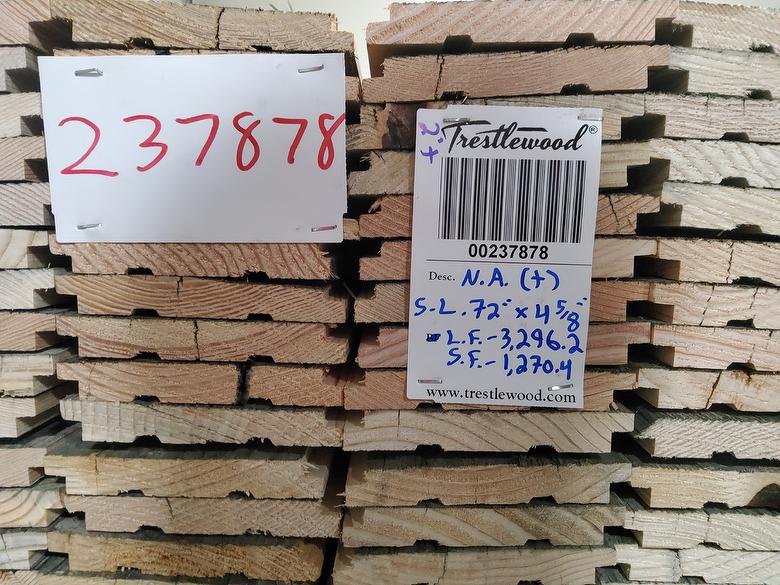 237878
2.+
Trestlewood®
00237878
Desc. N.A. (+)
S.L. 72" x 4 5/8"
L.F.-3,296.2
S.F.-1,270.4
www.trestlewood.com